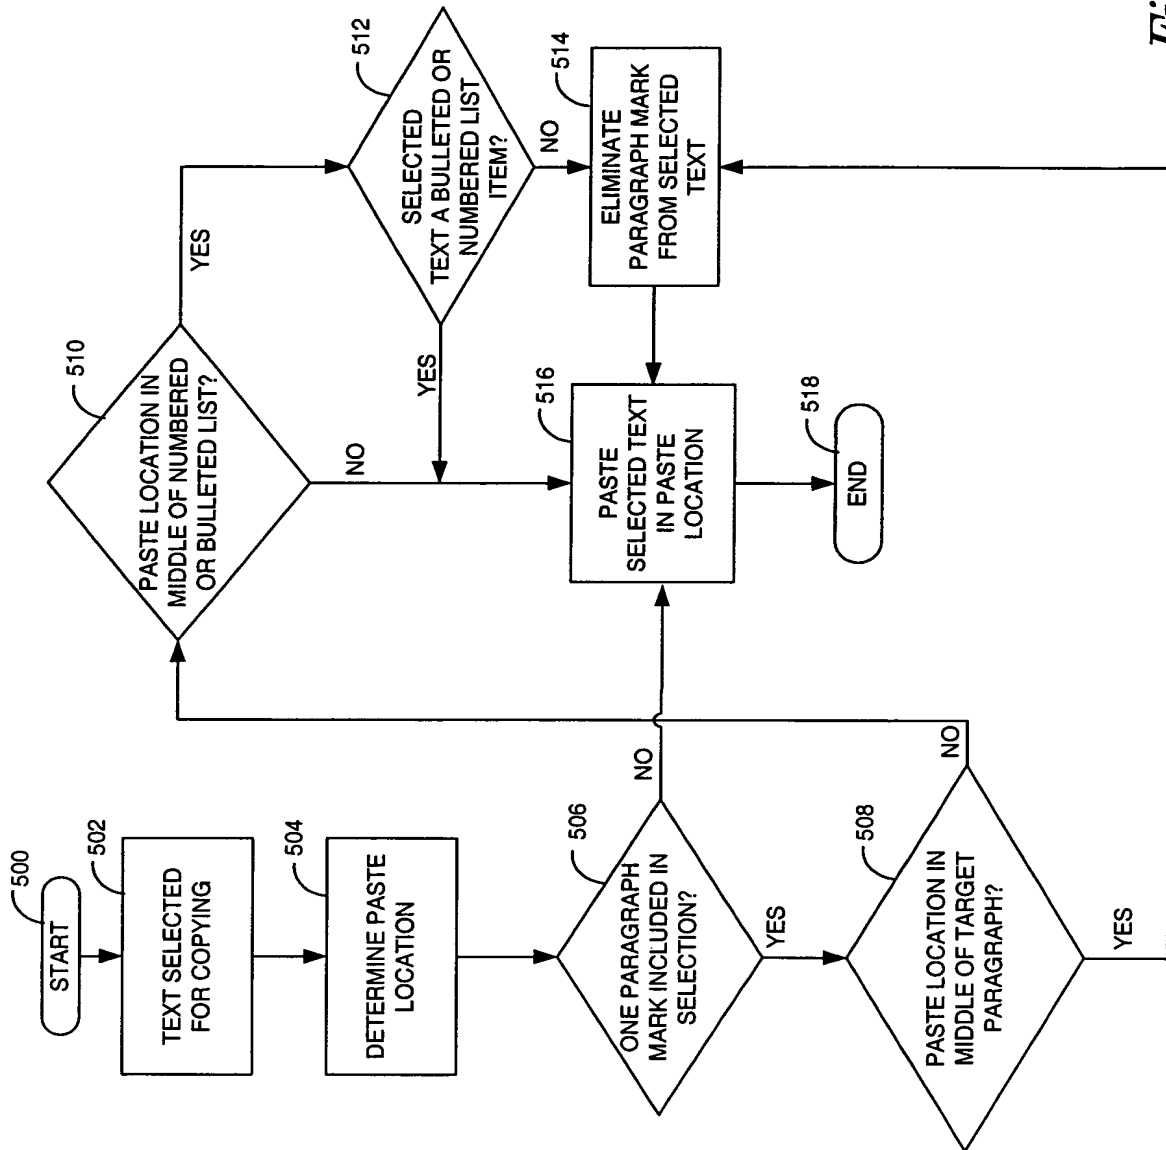 500
START
502
TEXT SELECTED
FOR COPYING
504
DETERMINE PASTE
LOCATION
506
ONE PARAGRAPH
MARK INCLUDED IN
SELECTION?
NO
YES
508
PASTE LOCATION IN
MIDDLE OF TARGET
PARAGRAPH?
NO
YES
510
PASTE LOCATION IN
MIDDLE OF NUMBERED
OR BULLETED LIST?
YES
NO
512
SELECTED
TEXT A BULLETED OR
NUMBERED LIST
ITEM?
YES
NO
514
ELIMINATE
PARAGRAPH MARK
FROM SELECTED
TEXT
516
PASTE
SELECTED TEXT
IN PASTE
LOCATION
518
END